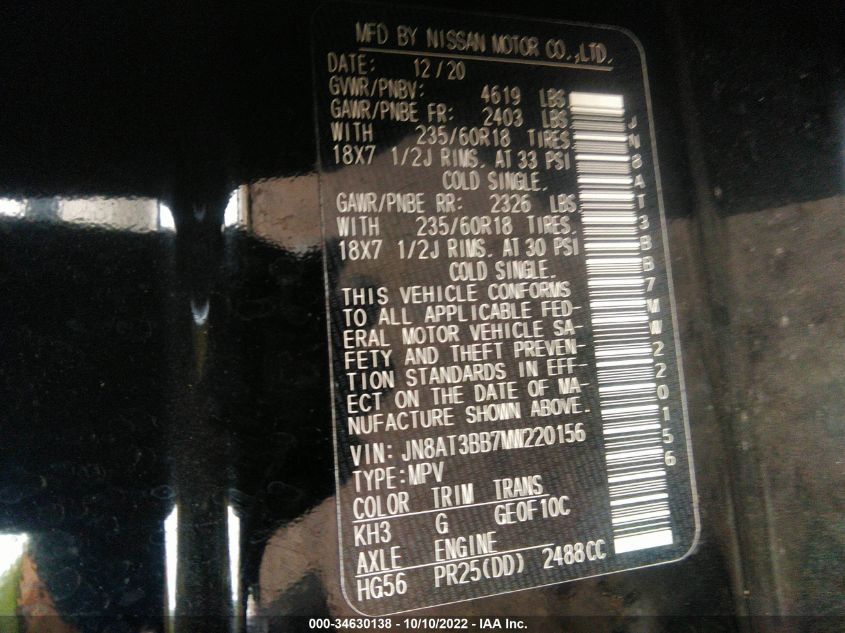 MFD BY NISSAN MOTOR CO.,LTD.
DATE: 12/20
GVWR/PNBV: 4619 LBS
GAWR/PNBE FR: 2403 LBS
WITH 235/60R18 TIRES
18X7 1/2J RIMS. AT 33 PSI
COLD SINGLE.
GAWR/PNBE RR: 2326 LBS
WITH 235/60R18 TIRES
18X7 1/2J RIMS. AT 30 PSI
COLD SINGLE.
THIS VEHICLE CONFORMS
TO ALL APPLICABLE FED-
ERAL MOTOR VEHICLE SA-
FETY AND THEFT PREVEN-
TION STANDARDS IN EFF-
ECT ON THE DATE OF MA-
NUFACTURE SHOWN ABOVE.
VIN: JN8AT3BB7MW220156
TYPE:MPV
COLOR TRIM TRANS
KH3 G GEOF10C
AXLE ENGINE
HG56 PR25(DD) 2488CC
JN8AT3BB7MW220156
000-34630138 - 10/10/2022 - IAA Inc.